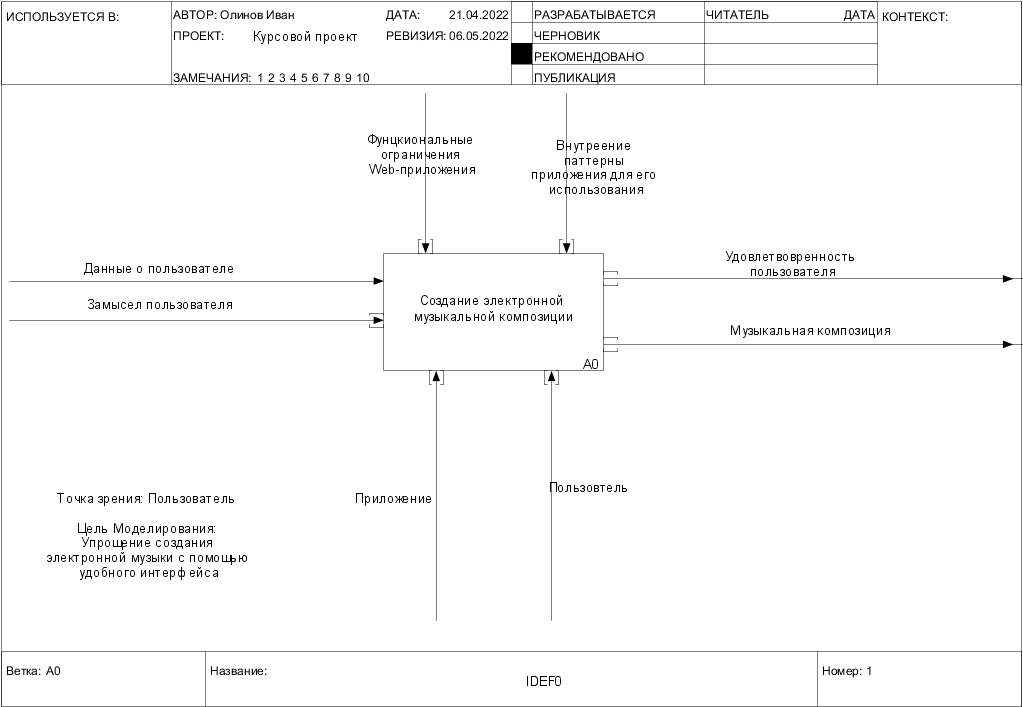 ИСПОЛЬЗУЕТСЯ В:
АВТОР: Олинов Иван
ДАТА: 21.04.2022
ПРОЕКТ: Курсовой проект
РЕВИЗИЯ: 06.05.2022
ЗАМЕЧАНИЯ: 1 2 3 4 5 6 7 8 9 10
РАЗРАБАТЫВАЕТСЯ
ЧЕРНОВИК
РЕКОМЕНДОВАНО
ПУБЛИКАЦИЯ
ЧИТАТЕЛЬ ДАТА
КОНТЕКСТ:
Фунцкиональные
ограничения
Web-приложения
Внутреение
паттерны
приложения для его
использования
Данные о пользователе
Замысел пользователя
Создание электронной
музыкальной композиции
A0
Удовлетвовренность
пользователя
Музыкальная композиция
Приложение
Пользовтель
Точка зрения: Пользователь
Цель Моделирования:
Упрощение создания
электронной музыки с помощью
удобного интерфейса
Ветка: A0
Название:
IDEF0
Номер: 1